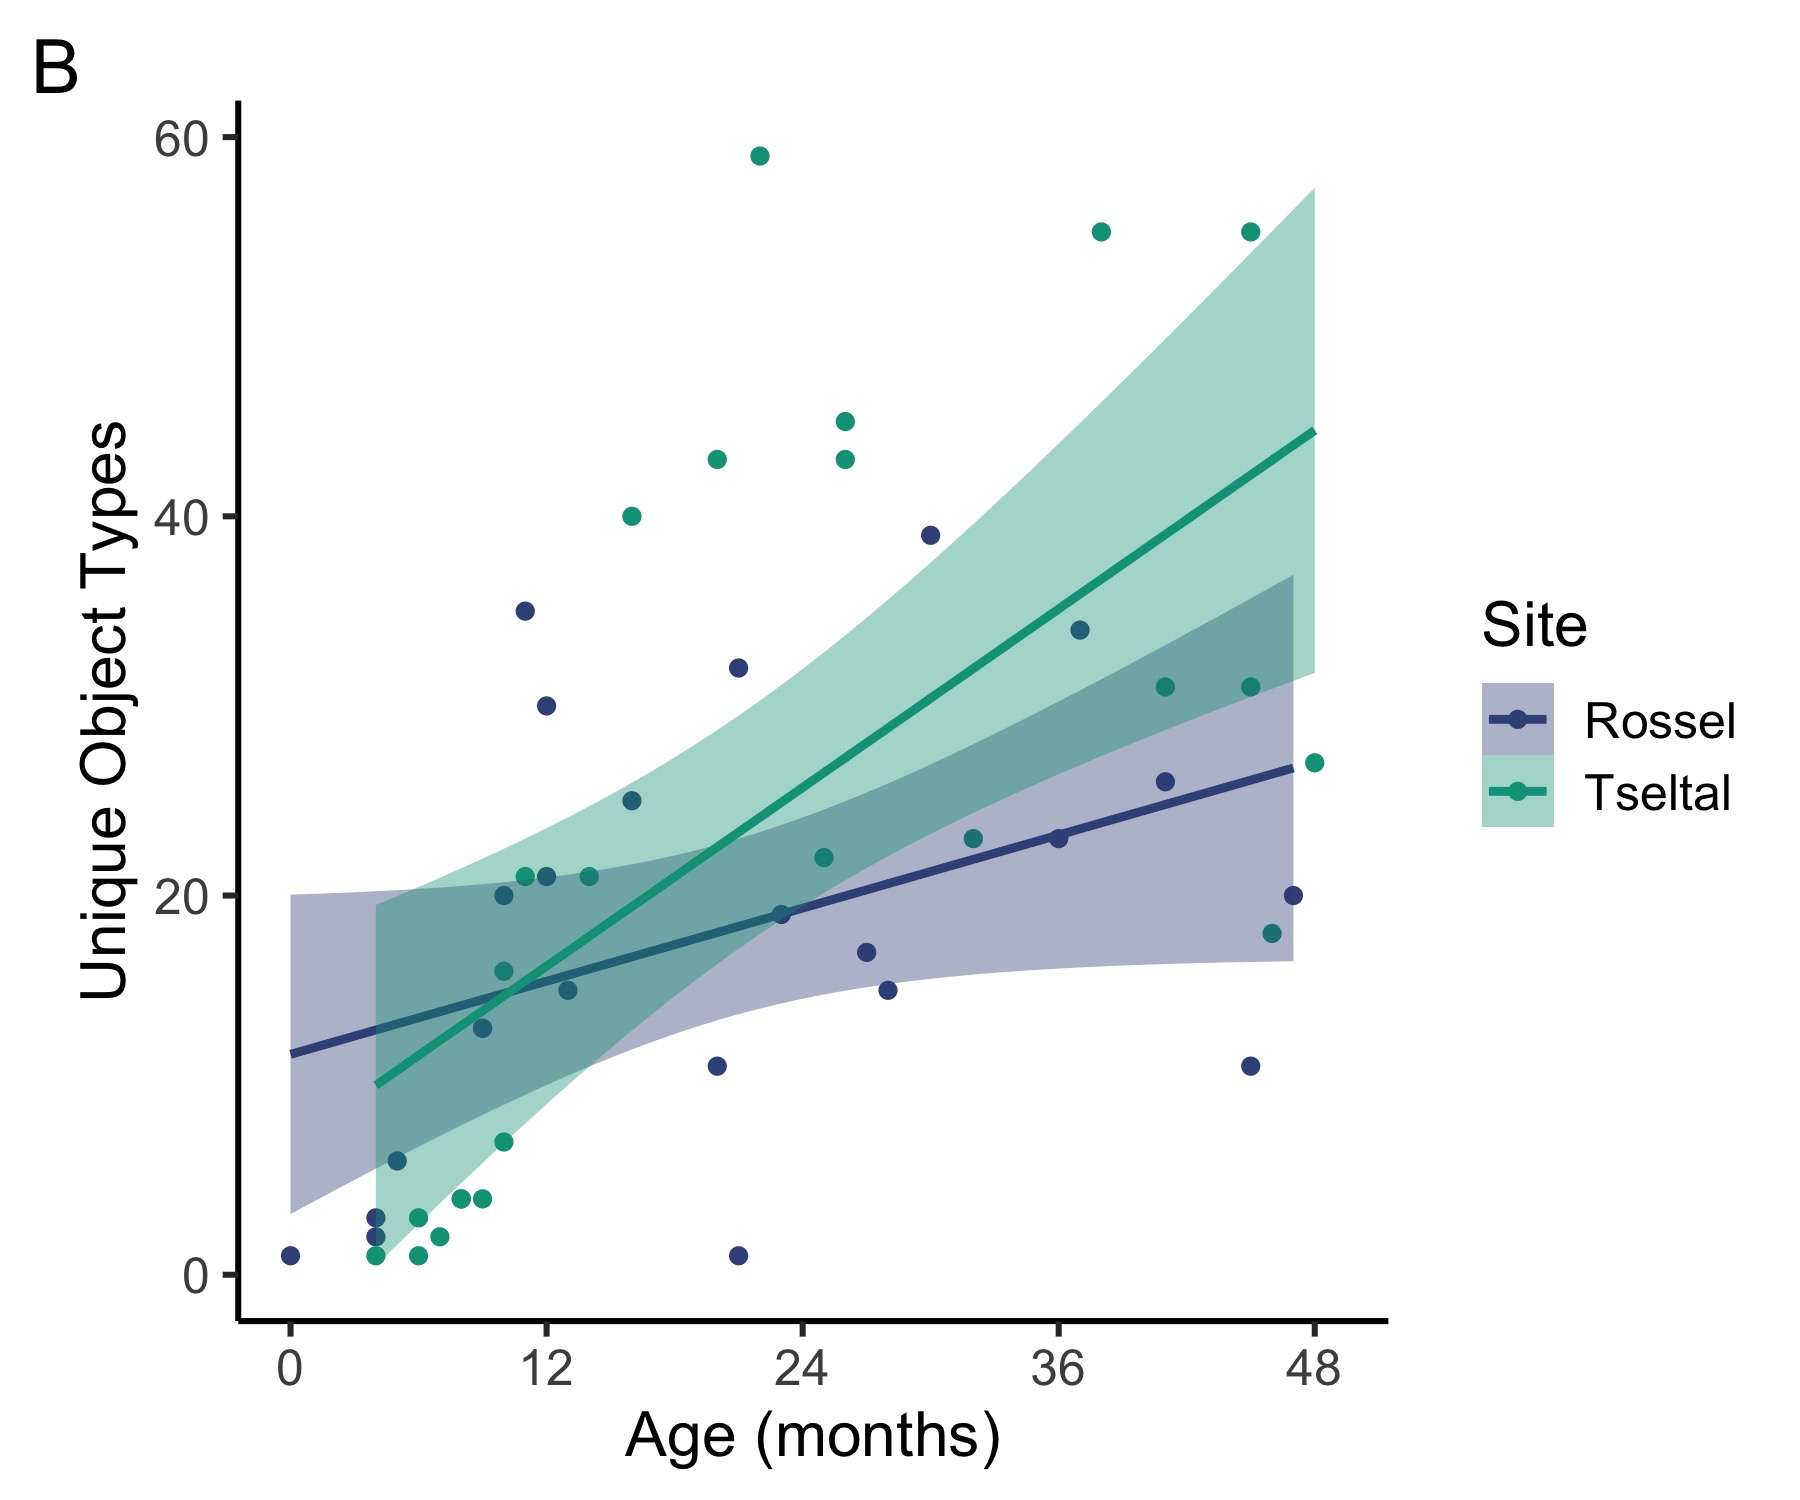 B
60
40
20
0
Unique Object Types
0 12 24 36 48
Age (months)
Site
Rossel
Tseltal